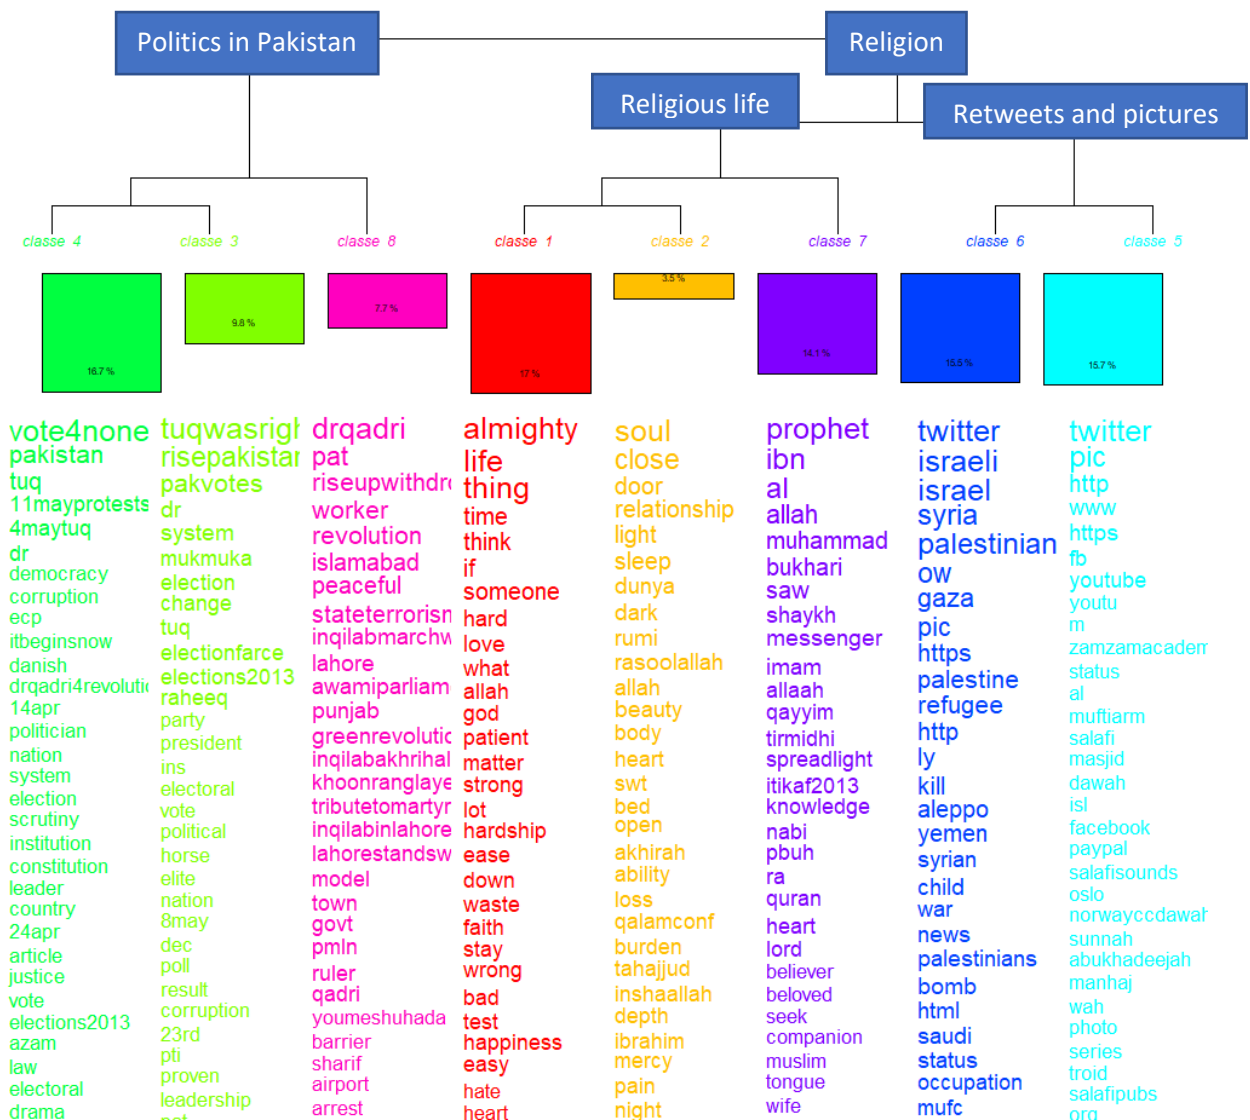 Politics in Pakistan
Religion
Religious life
Retweets and pictures
classe 4
classe 3
classe 8
classe 1
classe 2
classe 7
classe 6
classe 5
16.7 %
9.8 %
7.7 %
17 %
3.5 %
14.1 %
15.5 %
15.7 %
vote4none
pakistan
tuq
11mayprotests
4maytuq
dr
democracy
corruption
ecp
itbeginsnow
danish
drqadri4revoluti
14apr
politician
nation
system
election
scrutiny
institution
constitution
leader
country
24apr
article
justice
vote
elections2013
azam
law
electoral
drama
tuqwasrigh
risepakistan
pakvotes
dr
system
mukmuka
election
change
tuq
electionfarce
elections2013
raheeq
party
president
ins
electoral
vote
political
horse
elite
nation
8may
dec
poll
result
corruption
23rd
pti
proven
leadership
drqadri
pat
riseupwithdr
worker
revolution
islamabad
peaceful
stateterrorism
inqilabmarchw
lahore
awamiparliam
punjab
greenrevolutio
inqilabakhrihal
khoonranglaye
tributetomartyr
inqilabinlahore
lahorestandsw
model
town
govt
pmln
ruler
qadri
youmeshuhada
barrier
sharif
airport
arrest
almighty
life
thing
time
think
if
someone
hard
love
what
allah
god
patient
matter
strong
lot
hardship
ease
down
waste
faith
stay
wrong
bad
test
happiness
easy
hate
heart
soul
close
door
relationship
light
sleep
dunya
dark
rumi
rasoolallah
allah
beauty
body
heart
swt
bed
open
akhirah
ability
loss
qalamconf
burden
tahajjud
inshaallah
depth
ibrahim
mercy
pain
night
prophet
ibn
al
allah
muhammad
bukhari
saw
shaykh
messenger
imam
allaah
qayyim
tirmidhi
spreadlight
itikaf2013
knowledge
nabi
pbuh
ra
quran
heart
lord
believer
beloved
seek
companion
muslim
tongue
wife
twitter
israeli
israel
syria
palestinian
ow
gaza
pic
https
palestine
refugee
http
ly
kill
aleppo
yemen
syrian
child
war
news
palestinians
bomb
html
saudi
status
occupation
mufc
twitter
pic
http
www
https
fb
youtube
youtu
m
zamzamacadem
status
al
muftiarm
salafi
masjid
dawah
isl
facebook
paypal
salafisounds
oslo
norwayccdawah
sunnah
abukhadeejah
manhaj
wah
photo
series
troid
salafipubs
org